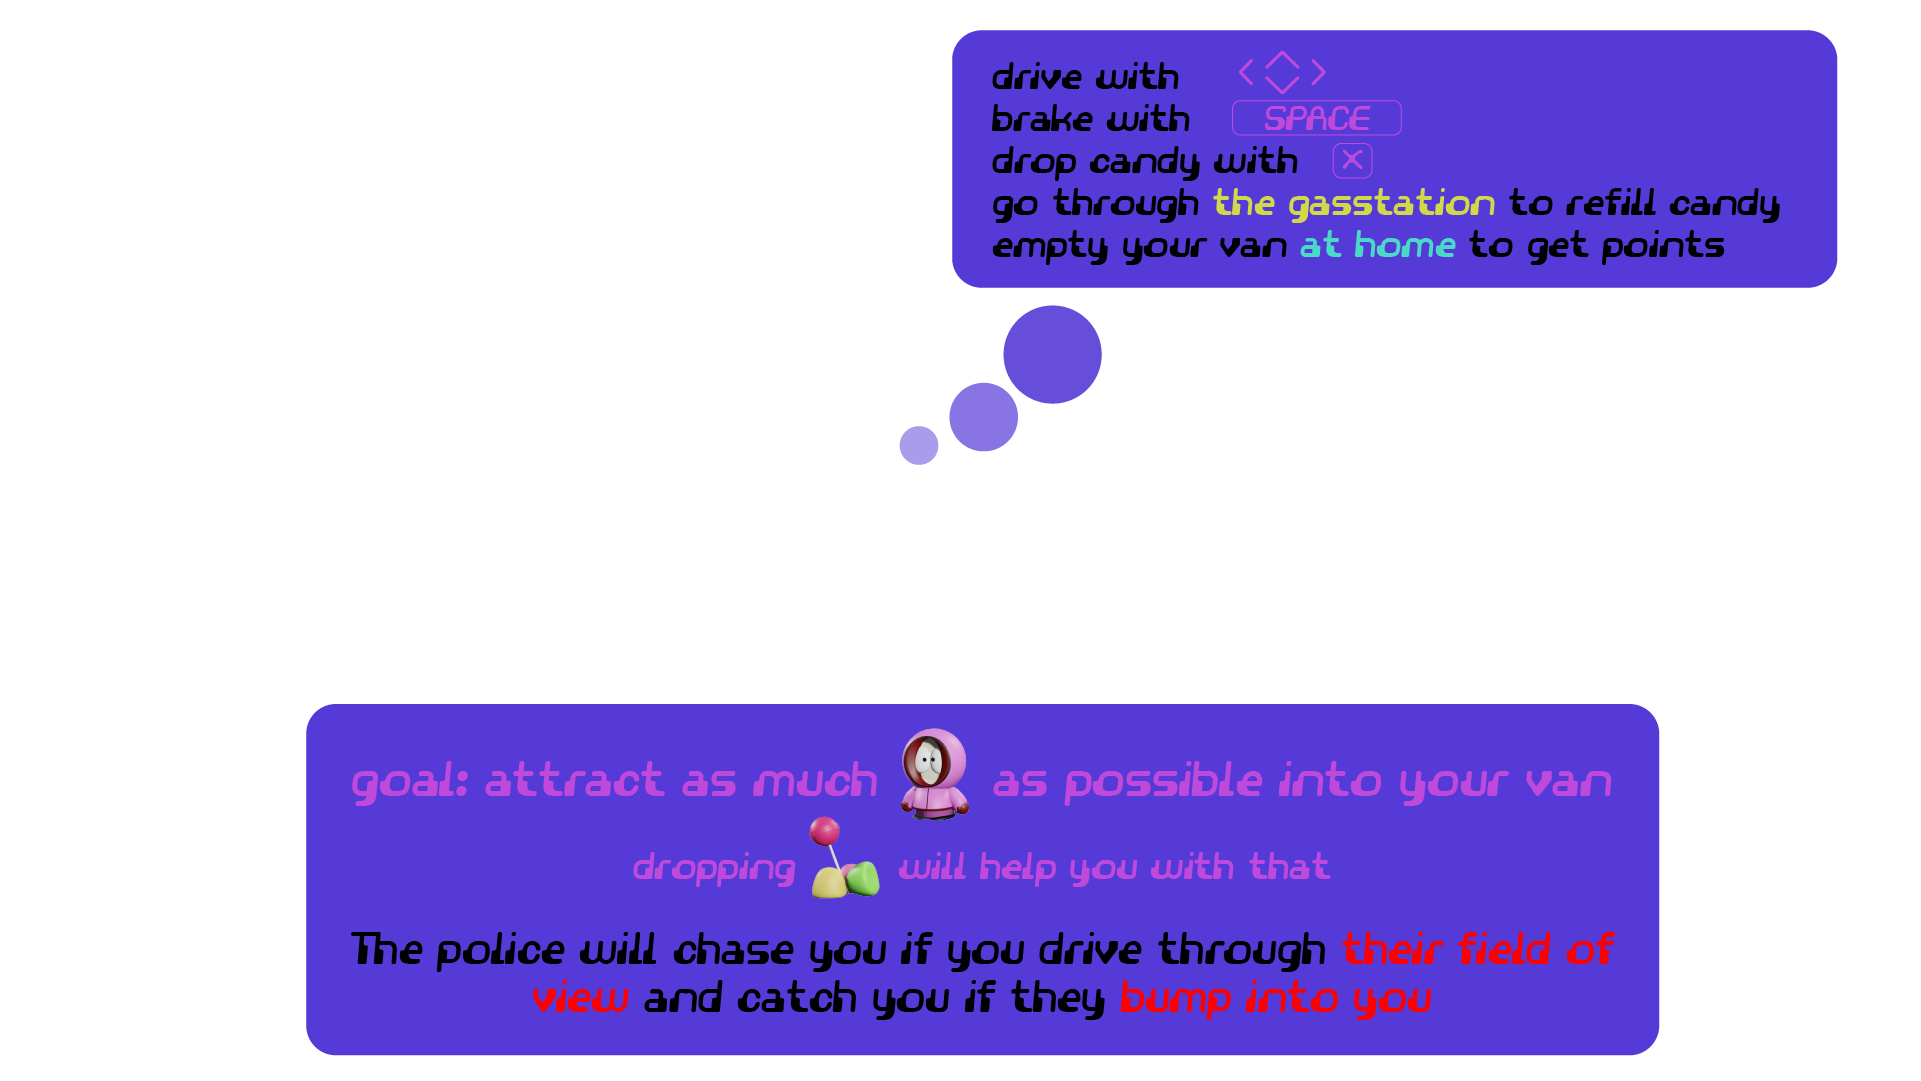 drive with
brake with SPACE
drop candy with X
go through the gasstation to refill candy
empty your van at home to get points
goal: attract as much as possible into your van
dropping will help you with that
The police will chase you if you drive through their field of
view and catch you if they bump into you